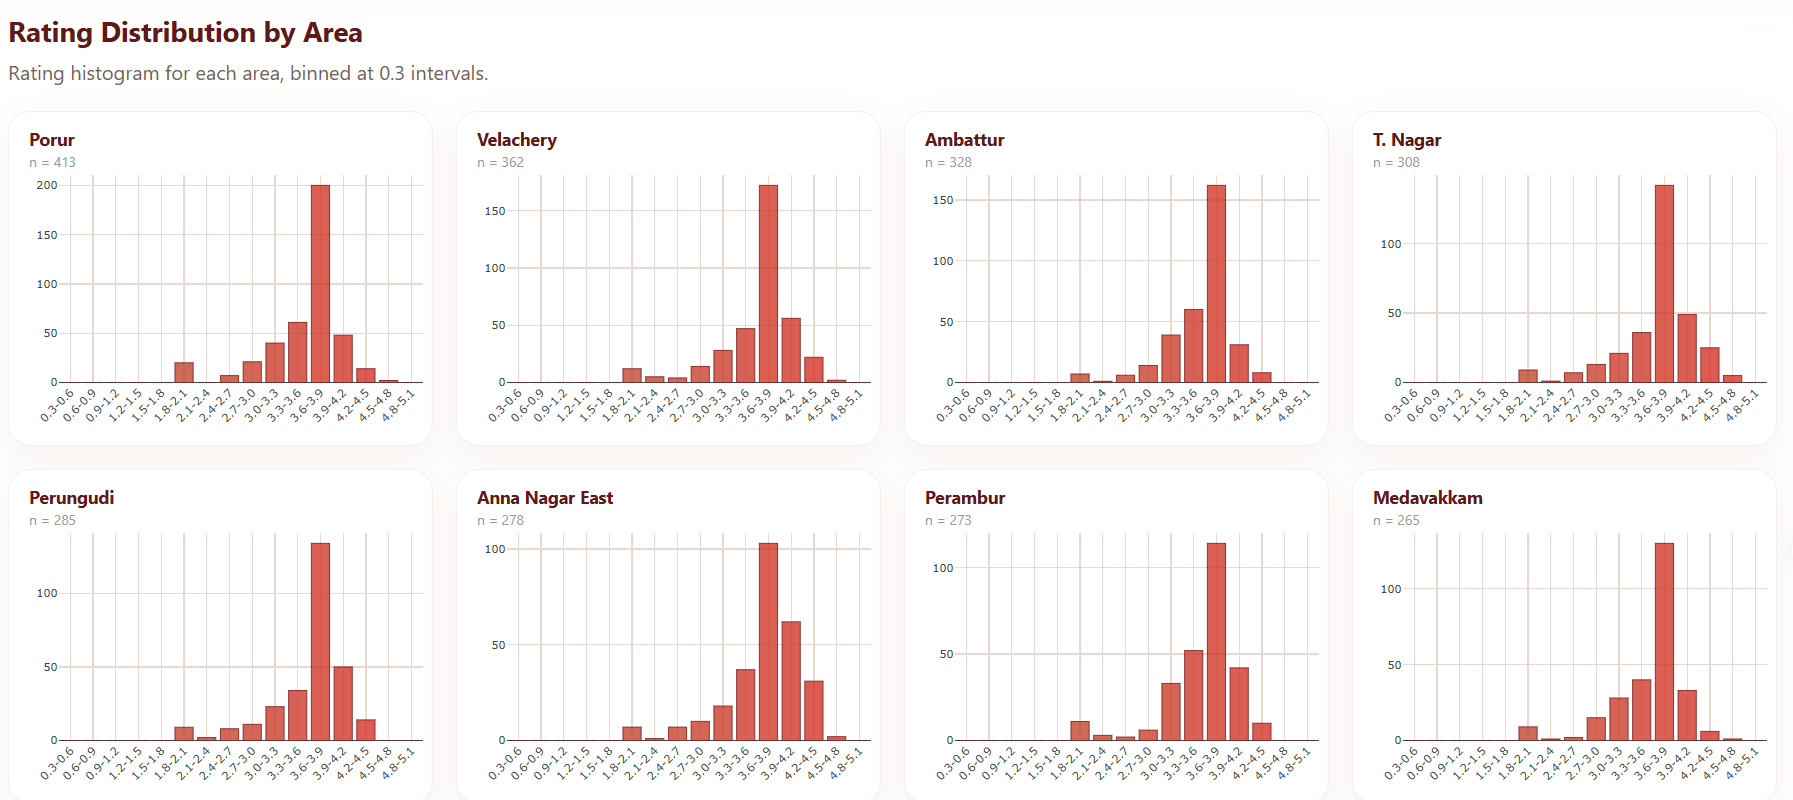 Rating Distribution by Area
Rating histogram for each area, binned at 0.3 intervals.
Porur
n = 413
200
150
100
50
0
0.3-0.6 0.6-0.9 0.9-1.2 1.2-1.5 1.5-1.8 1.8-2.1 2.1-2.4 2.4-2.7 2.7-3.0 3.0-3.3 3.3-3.6 3.6-3.9 3.9-4.2 4.2-4.5 4.5-4.8 4.8-5.1
Velachery
n = 362
150
100
50
0
0.3-0.6 0.6-0.9 0.9-1.2 1.2-1.5 1.5-1.8 1.8-2.1 2.1-2.4 2.4-2.7 2.7-3.0 3.0-3.3 3.3-3.6 3.6-3.9 3.9-4.2 4.2-4.5 4.5-4.8 4.8-5.1
Ambattur
n = 328
150
100
50
0
0.3-0.6 0.6-0.9 0.9-1.2 1.2-1.5 1.5-1.8 1.8-2.1 2.1-2.4 2.4-2.7 2.7-3.0 3.0-3.3 3.3-3.6 3.6-3.9 3.9-4.2 4.2-4.5 4.5-4.8 4.8-5.1
T. Nagar
n = 308
100
50
0
0.3-0.6 0.6-0.9 0.9-1.2 1.2-1.5 1.5-1.8 1.8-2.1 2.1-2.4 2.4-2.7 2.7-3.0 3.0-3.3 3.3-3.6 3.6-3.9 3.9-4.2 4.2-4.5 4.5-4.8 4.8-5.1
Perungudi
n = 285
100
50
0
0.3-0.6 0.6-0.9 0.9-1.2 1.2-1.5 1.5-1.8 1.8-2.1 2.1-2.4 2.4-2.7 2.7-3.0 3.0-3.3 3.3-3.6 3.6-3.9 3.9-4.2 4.2-4.5 4.5-4.8 4.8-5.1
Anna Nagar East
n = 278
100
50
0
0.3-0.6 0.6-0.9 0.9-1.2 1.2-1.5 1.5-1.8 1.8-2.1 2.1-2.4 2.4-2.7 2.7-3.0 3.0-3.3 3.3-3.6 3.6-3.9 3.9-4.2 4.2-4.5 4.5-4.8 4.8-5.1
Perambur
n = 273
100
50
0
0.3-0.6 0.6-0.9 0.9-1.2 1.2-1.5 1.5-1.8 1.8-2.1 2.1-2.4 2.4-2.7 2.7-3.0 3.0-3.3 3.3-3.6 3.6-3.9 3.9-4.2 4.2-4.5 4.5-4.8 4.8-5.1
Medavakkam
n = 265
100
50
0
0.3-0.6 0.6-0.9 0.9-1.2 1.2-1.5 1.5-1.8 1.8-2.1 2.1-2.4 2.4-2.7 2.7-3.0 3.0-3.3 3.3-3.6 3.6-3.9 3.9-4.2 4.2-4.5 4.5-4.8 4.8-5.1